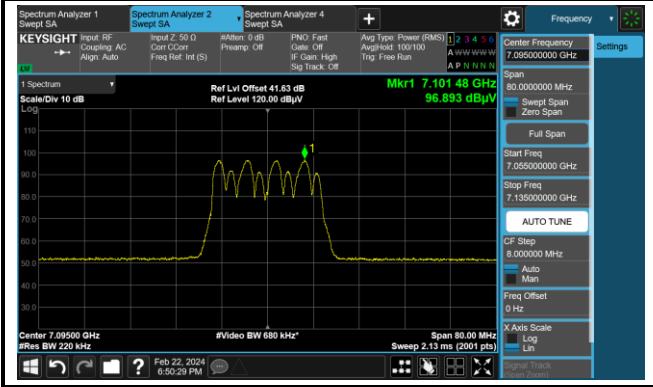 Spectrum Analyzer 1
Swept SA
Spectrum Analyzer 2
Swept SA
Spectrum Analyzer 4
Swept SA
+
Frequency
KEYSIGHT
Input: RF
Coupling: AC
Align: Auto
Input Z: 50 Ω
Corr CCorr
Freq Ref: Int (S)
#Atten: 0 dB
Preamp: Off
PNO: Fast
Gate: Off
IF Gain: High
Sig Track: Off
Avg Type: Power (RMS)
Avg|Hold: 100/100
Trig: Free Run
1 2 3 4 5 6
A W W W W W
A P N N N N
LV
1 Spectrum
Scale/Div 10 dB
Log
Ref Lvl Offset 41.63 dB
Ref Level 120.00 dBµV
Mkr1 7.101 48 GHz
96.893 dBµV
110
100
90.0
80.0
70.0
60.0
50.0
40.0
30.0
1
Center 7.09500 GHz
#Res BW 220 kHz
#Video BW 680 kHz*
Span 80.00 MHz
Sweep 2.13 ms (2001 pts)
?
Feb 22, 2024
6:50:29 PM
Center Frequency
7.095000000 GHz
Settings
Span
80.0000000 MHz
Swept Span
Zero Span
Full Span
Start Freq
7.055000000 GHz
Stop Freq
7.135000000 GHz
AUTO TUNE
CF Step
8.000000 MHz
Auto
Man
Freq Offset
0 Hz
X Axis Scale
Log
Lin
Signal Track
(Span Zoom)